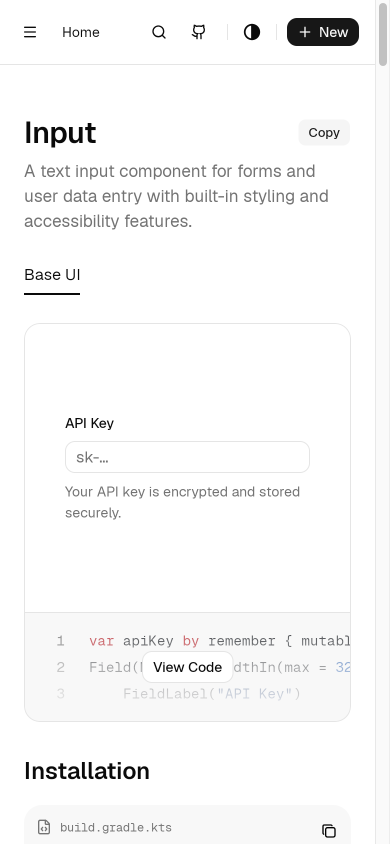 Home
New
Input
Copy
A text input component for forms and
user data entry with built-in styling and
accessibility features.
Base UI
API Key
sk-...
Your API key is encrypted and stored
securely.
1 var apiKey by remember { mutabl
2 Field( dthIn(max = 32
View Code
3 FieldLabel("API Key")
Installation
build.gradle.kts